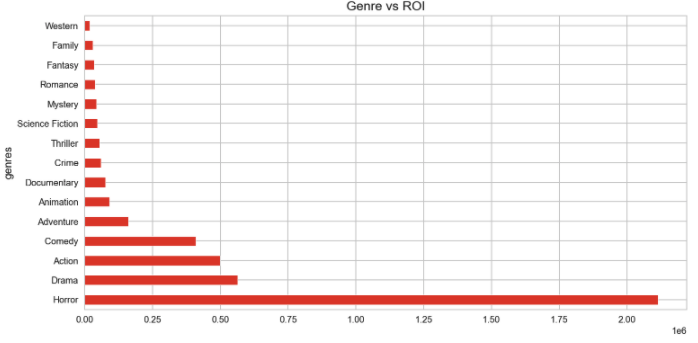 Genre vs ROI
genres
Western
Family
Fantasy
Romance
Mystery
Science Fiction
Thriller
Crime
Documentary
Animation
Adventure
Comedy
Action
Drama
Horror
0.00 0.25 0.50 0.75 1.00 1.25 1.50 1.75 2.00
1e6